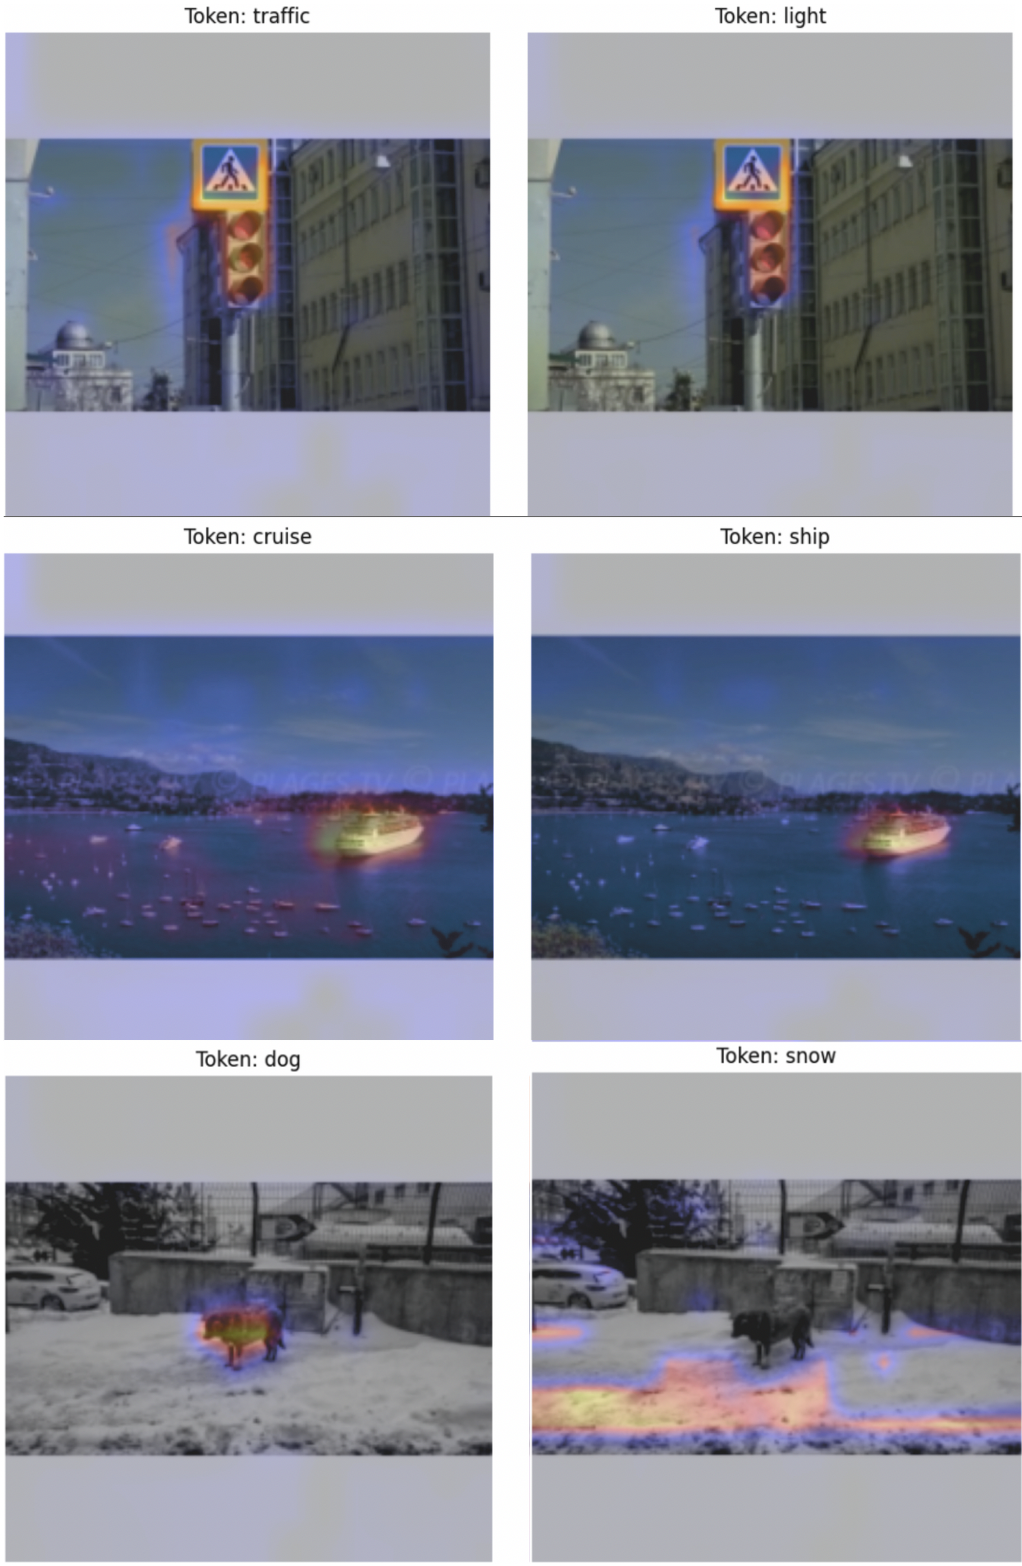 Token: traffic
Token: light
Token: cruise
Token: ship
© PLAGES.TV © PLA
© PLAGES.TV © PLA
Token: dog
Token: snow